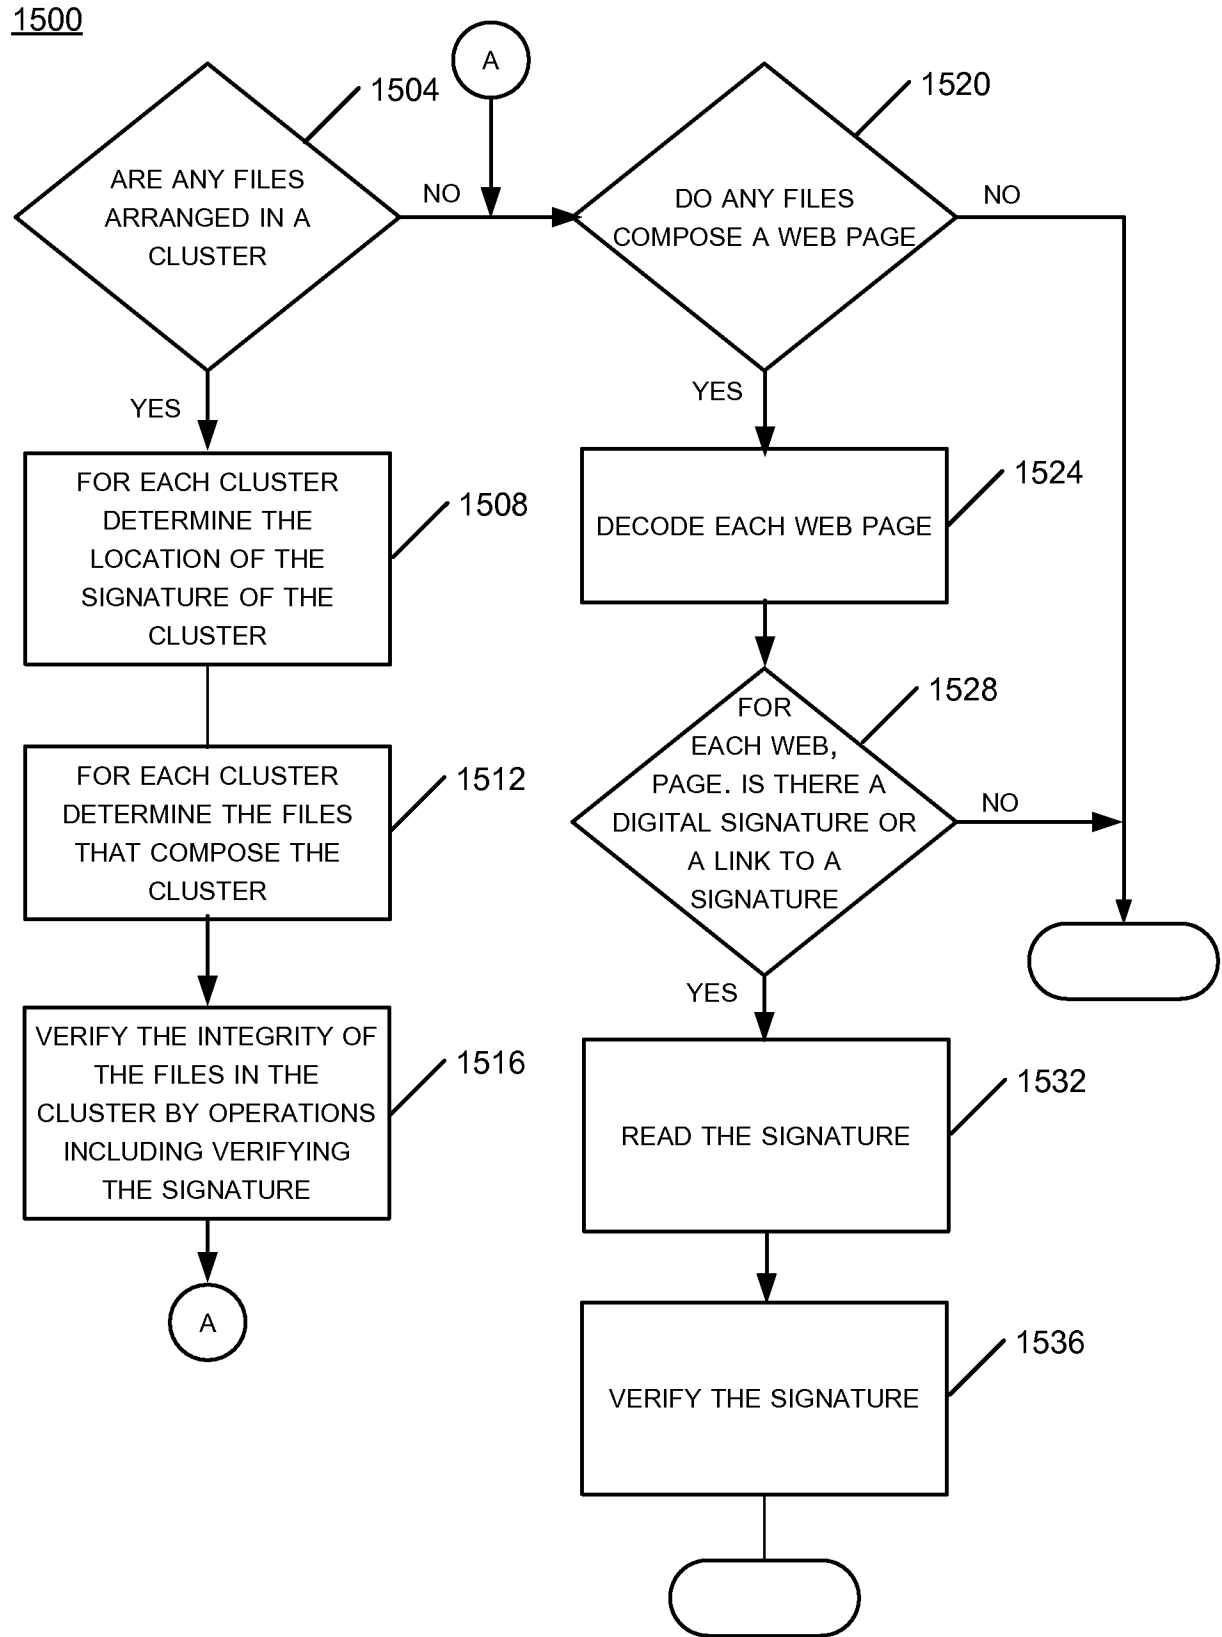 1500
A
1504
ARE ANY FILES
ARRANGED IN A
CLUSTER
NO
YES
FOR EACH CLUSTER
DETERMINE THE
LOCATION OF THE
SIGNATURE OF THE
CLUSTER
1508
FOR EACH CLUSTER
DETERMINE THE FILES
THAT COMPOSE THE
CLUSTER
1512
VERIFY THE INTEGRITY OF
THE FILES IN THE
CLUSTER BY OPERATIONS
INCLUDING VERIFYING
THE SIGNATURE
1516
A
1520
DO ANY FILES
COMPOSE A WEB PAGE
NO
YES
DECODE EACH WEB PAGE
1524
FOR
EACH WEB,
PAGE. IS THERE A
DIGITAL SIGNATURE OR
A LINK TO A
SIGNATURE
1528
NO
YES
READ THE SIGNATURE
1532
VERIFY THE SIGNATURE
1536